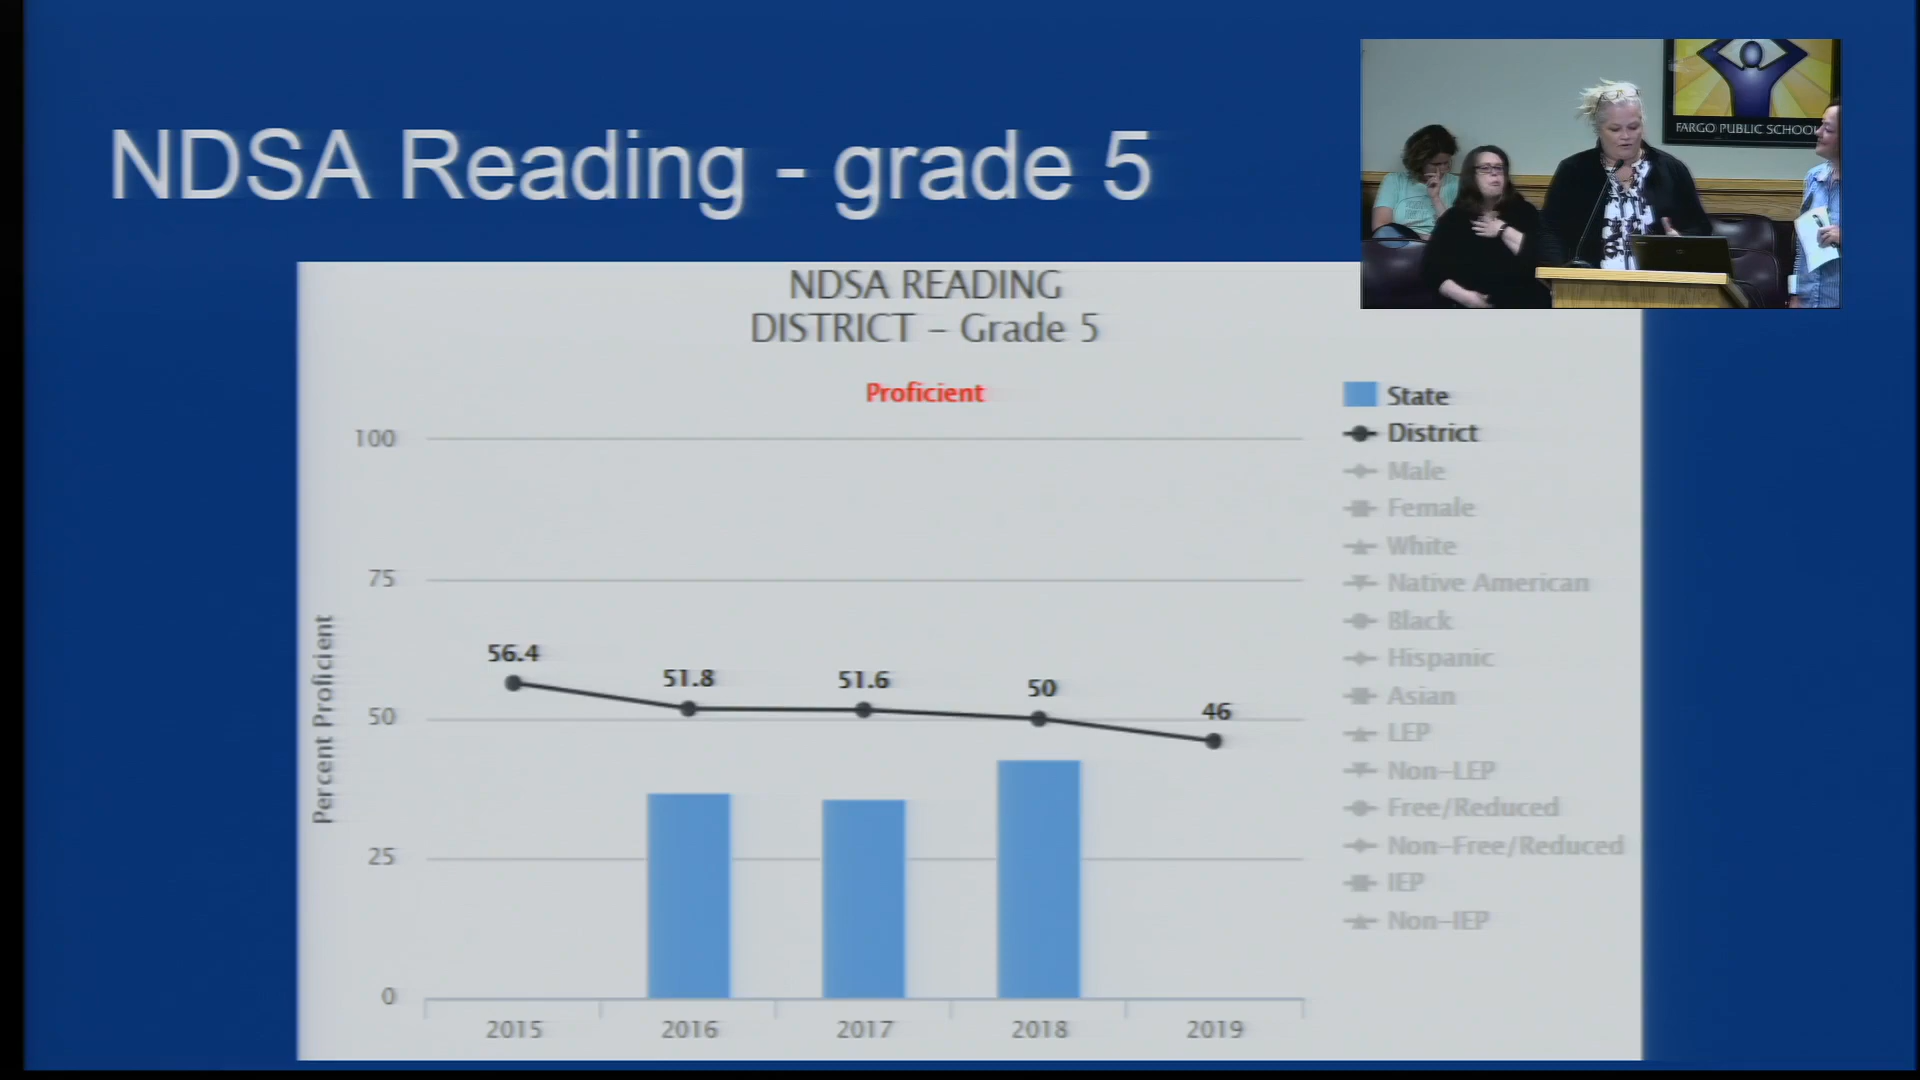 NDSA Reading - grade 5
FARGO PUBLIC SCHOOL
NDSA READING
DISTRICT – Grade 5
Proficient
State
District
Male
Female
White
Native American
Black
Hispanic
Asian
LEP
Non-LEP
Free/Reduced
Non-Free/Reduced
IEP
Non-IEP
Percent Proficient
100
75
50
25
0
56.4
51.8
51.6
50
46
2015
2016
2017
2018
2019